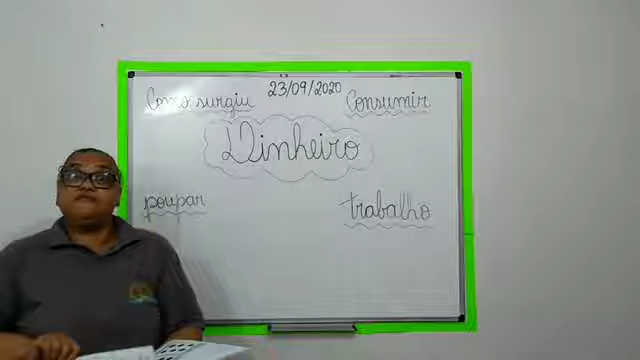 23/09/2020
Como surgiu
Consumir
Dinheiro
poupar
trabalho